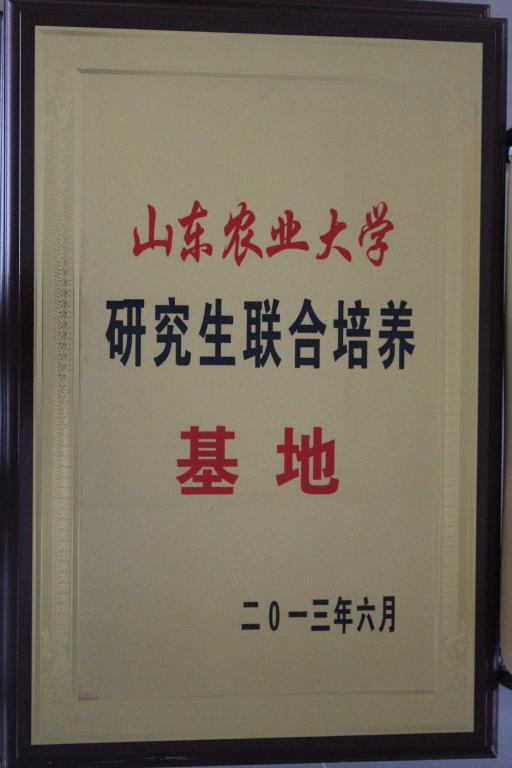 山东农业大学
研究生联合培养
基地
二0一三年六月